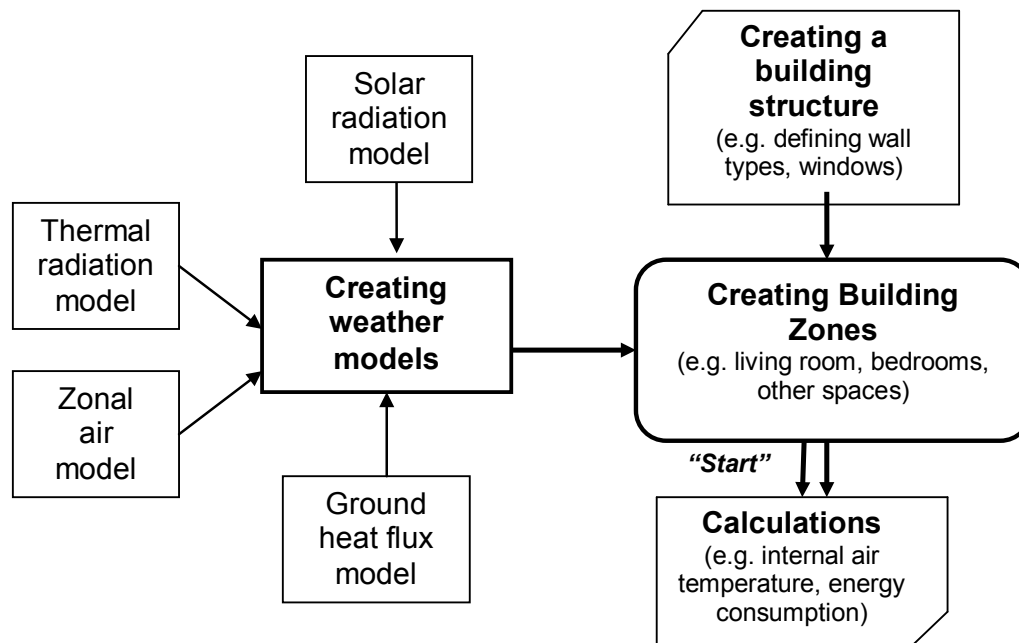 Solar
radiation
model
Creating a
building
structure
(e.g. defining wall
types, windows)
Thermal
radiation
model
Creating
weather
models
Creating Building
Zones
(e.g. living room, bedrooms,
other spaces)
Zonal
air
model
“Start”
Ground
heat flux
model
Calculations
(e.g. internal air
temperature, energy
consumption)